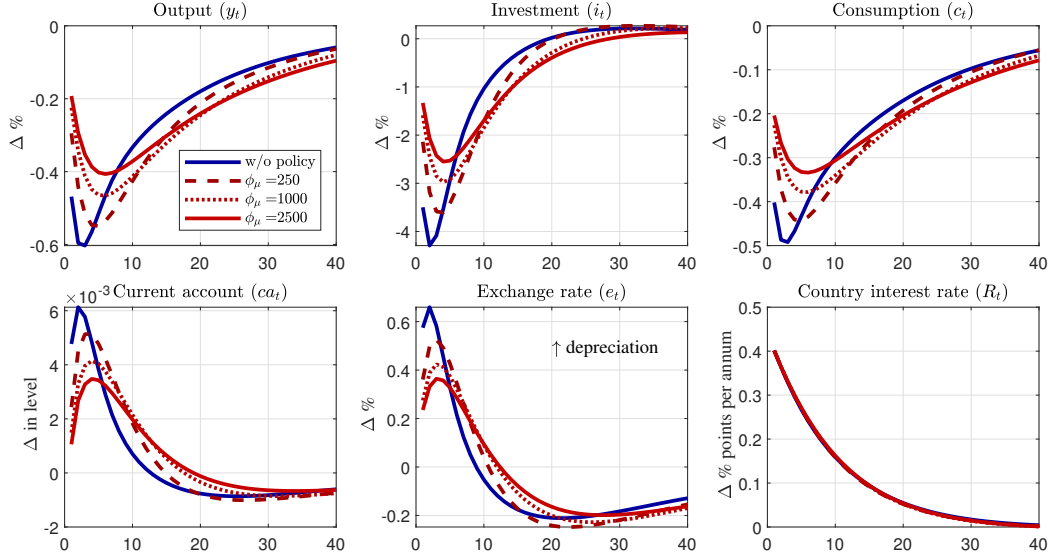 Output (y_t)
Investment (i_t)
Consumption (c_t)
0
-0.2
-0.4
-0.6
Δ %
w/o policy
ϕ_μ =250
ϕ_μ =1000
ϕ_μ =2500
0 10 20 30 40
0
-1
-2
-3
-4
Δ %
0 10 20 30 40
0
-0.1
-0.2
-0.3
-0.4
-0.5
Δ %
0 10 20 30 40
×10⁻³
Current account (ca_t)
Exchange rate (e_t)
Country interest rate (R_t)
6
4
2
0
-2
Δ in level
0 10 20 30 40
0.6
0.4
0.2
0
-0.2
Δ %
↑ depreciation
0 10 20 30 40
0.5
0.4
0.3
0.2
0.1
0
Δ % points per annum
0 10 20 30 40